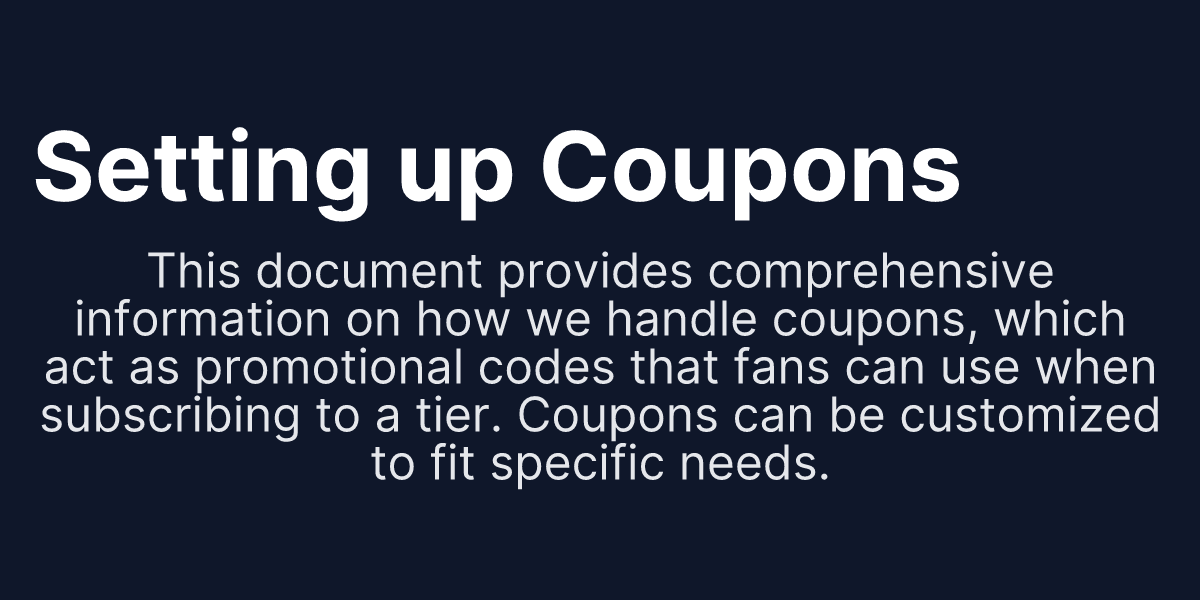 Setting up Coupons
This document provides comprehensive
information on how we handle coupons, which
act as promotional codes that fans can use when
subscribing to a tier. Coupons can be customized
to fit specific needs.